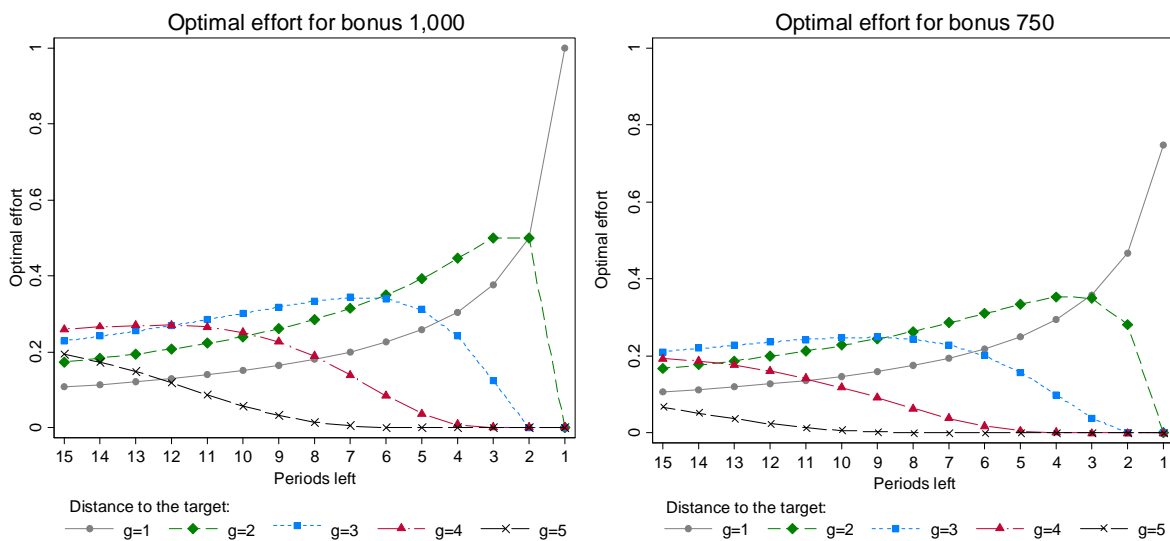 Optimal effort for bonus 1,000
Optimal effort
1
0.8
0.6
0.4
0.2
0
15 14 13 12 11 10 9 8 7 6 5 4 3 2 1
Periods left
Distance to the target:
g=1 g=2 g=3 g=4 g=5
Optimal effort for bonus 750
Optimal effort
1
0.8
0.6
0.4
0.2
0
15 14 13 12 11 10 9 8 7 6 5 4 3 2 1
Periods left
Distance to the target:
g=1 g=2 g=3 g=4 g=5